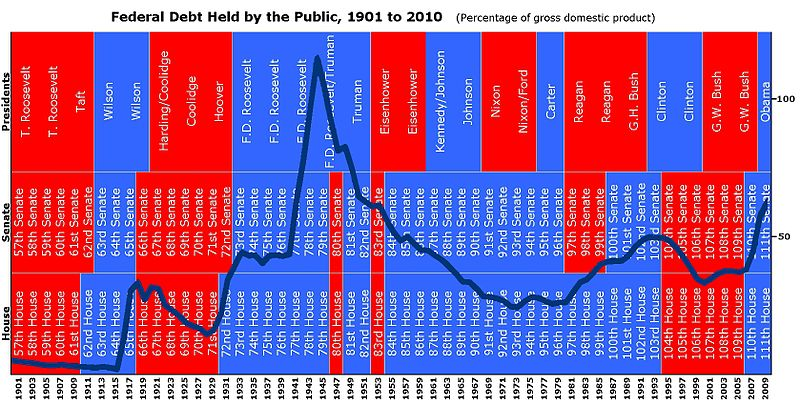 Federal Debt Held by the Public, 1901 to 2010 (Percentage of gross domestic product)
Presidents
T. Roosevelt
T. Roosevelt
Taft
Wilson
Wilson
Harding/Coolidge
Coolidge
Hoover
F.D. Roosevelt
F.D. Roosevelt
F.D. Roosevelt
F.D. Roosevelt/Truman
Truman
Eisenhower
Eisenhower
Kennedy/Johnson
Johnson
Nixon
Nixon/Ford
Carter
Reagan
Reagan
G.H. Bush
Clinton
Clinton
G.W. Bush
G.W. Bush
Obama
100
Senate
57th Senate
58th Senate
59th Senate
60th Senate
61st Senate
62nd Senate
63rd Senate
64th Senate
65th Senate
66th Senate
67th Senate
68th Senate
69th Senate
70th Senate
71st Senate
72nd Senate
73rd Senate
74th Senate
75th Senate
76th Senate
77th Senate
78th Senate
79th Senate
80th Senate
81st Senate
82nd Senate
83rd Senate
84th Senate
85th Senate
86th Senate
87th Senate
88th Senate
89th Senate
90th Senate
91st Senate
92nd Senate
93rd Senate
94th Senate
95th Senate
96th Senate
97th Senate
98th Senate
99th Senate
100th Senate
101st Senate
102nd Senate
103rd Senate
104th Senate
105th Senate
106th Senate
107th Senate
108th Senate
109th Senate
110th Senate
111th Senate
50
House
57th House
58th House
59th House
60th House
61st House
62nd House
63rd House
64th House
65th House
66th House
67th House
68th House
69th House
70th House
71st House
72nd House
73rd House
74th House
75th House
76th House
77th House
78th House
79th House
80th House
81st House
82nd House
83rd House
84th House
85th House
86th House
87th House
88th House
89th House
90th House
91st House
92nd House
93rd House
94th House
95th House
96th House
97th House
98th House
99th House
100th House
101st House
102nd House
103rd House
104th House
105th House
106th House
107th House
108th House
109th House
110th House
111th House
1901
1903
1905
1907
1909
1911
1913
1915
1917
1919
1921
1923
1925
1927
1929
1931
1933
1935
1937
1939
1941
1943
1945
1947
1949
1951
1953
1955
1957
1959
1961
1963
1965
1967
1969
1971
1973
1975
1977
1979
1981
1983
1985
1987
1989
1991
1993
1995
1997
1999
2001
2003
2005
2007
2009